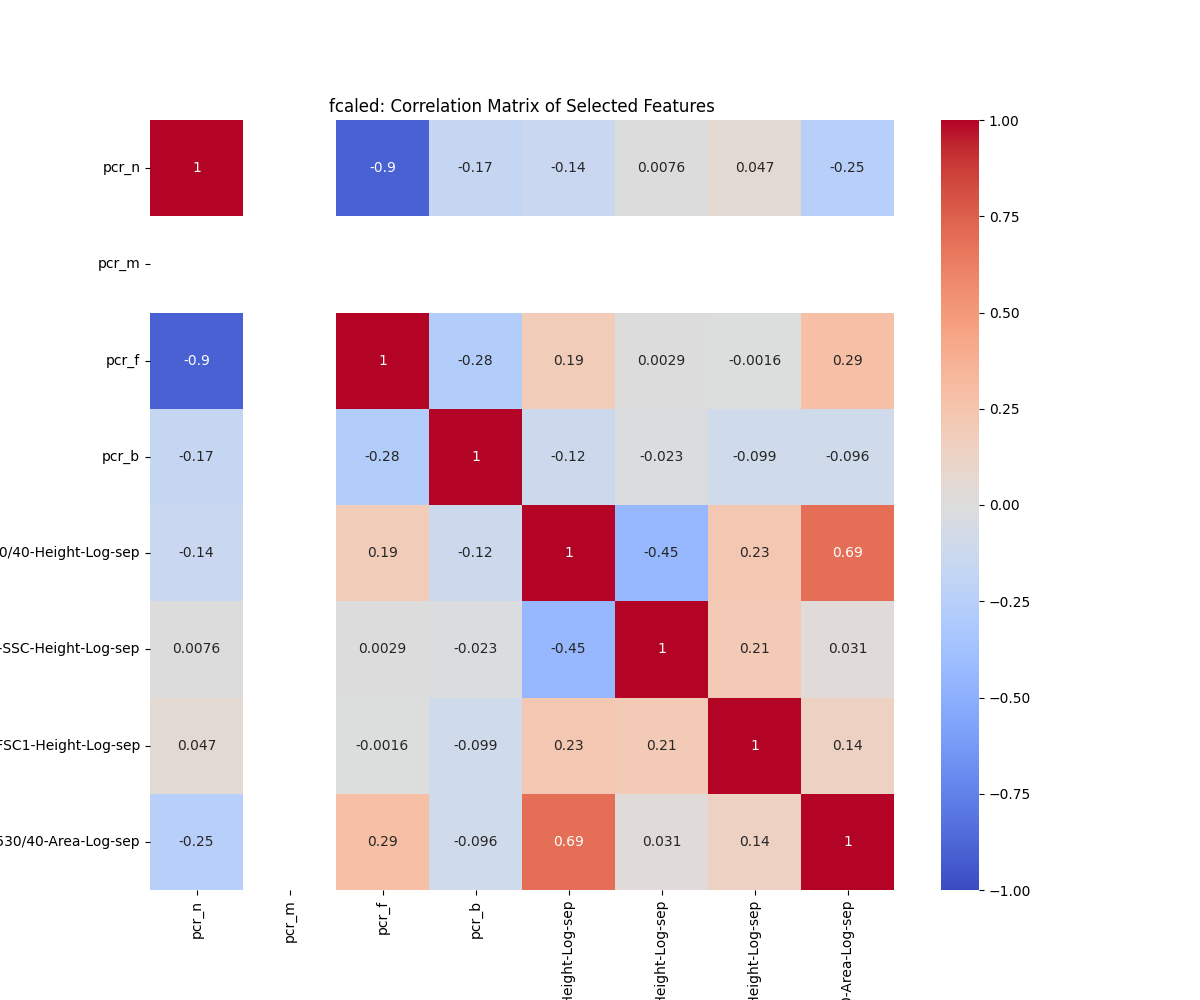 fcaled: Correlation Matrix of Selected Features
pcr_n
1 -0.9 -0.17 -0.14 0.0076 0.047 -0.25
pcr_m
pcr_f
-0.9 1 -0.28 0.19 0.0029 -0.0016 0.29
pcr_b
-0.17 -0.28 1 -0.12 -0.023 -0.099 -0.096
0/40-Height-Log-sep
-0.14 0.19 -0.12 1 -0.45 0.23 0.69
-SSC-Height-Log-sep
0.0076 0.0029 -0.023 -0.45 1 0.21 0.031
FSC1-Height-Log-sep
0.047 -0.0016 -0.099 0.23 0.21 1 0.14
530/40-Area-Log-sep
-0.25 0.29 -0.096 0.69 0.031 0.14 1
pcr_n
pcr_m
pcr_f
pcr_b
Height-Log-sep
Height-Log-sep
Height-Log-sep
-Area-Log-sep
1.00
0.75
0.50
0.25
0.00
−0.25
−0.50
−0.75
−1.00